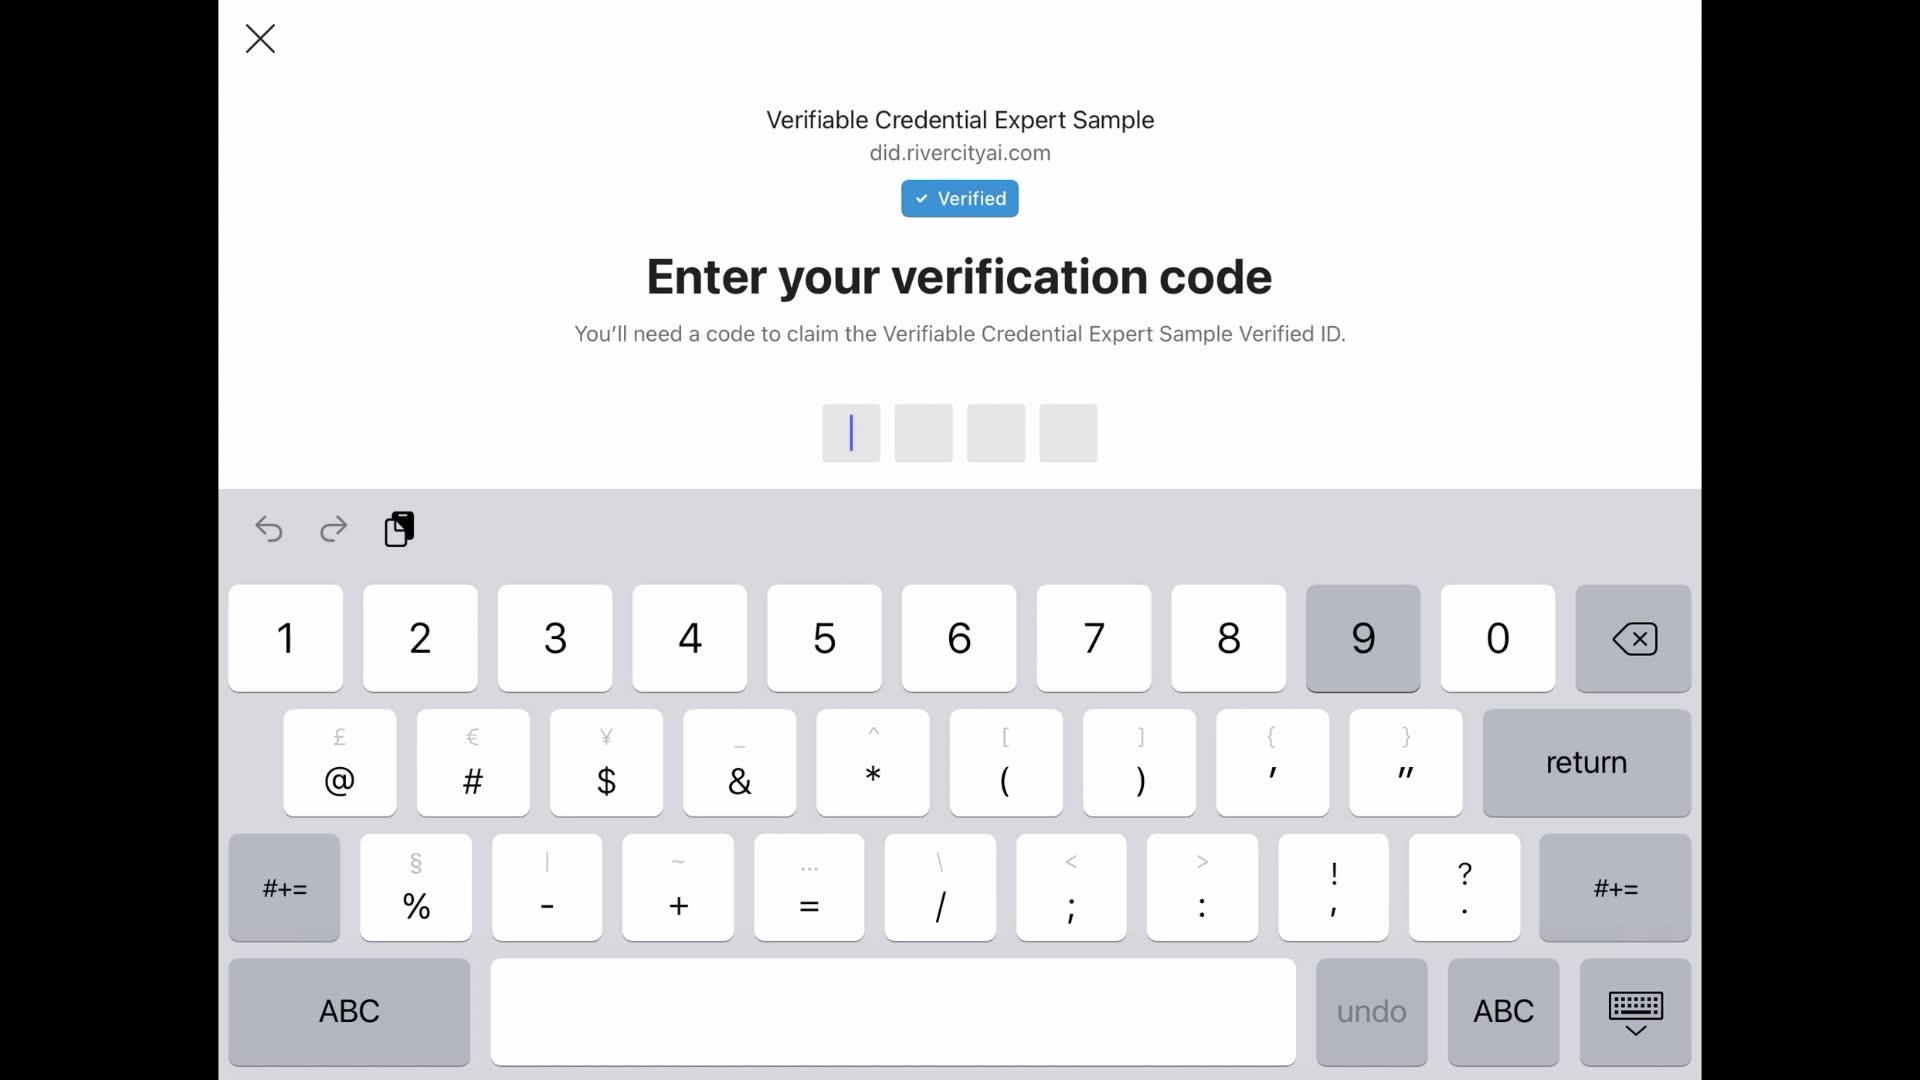 Verifiable Credential Expert Sample
did.rivercityai.com
Verified
Enter your verification code
You’ll need a code to claim the Verifiable Credential Expert Sample Verified ID.
1 2 3 4 5 6 7 8 9 0
£ € ¥ _ ^ [ ] { }
@ # $ & * ( ) ' " return
§ | ~ … \ < > ! ?
#+= % - + = / ; : , . #+=
ABC undo ABC